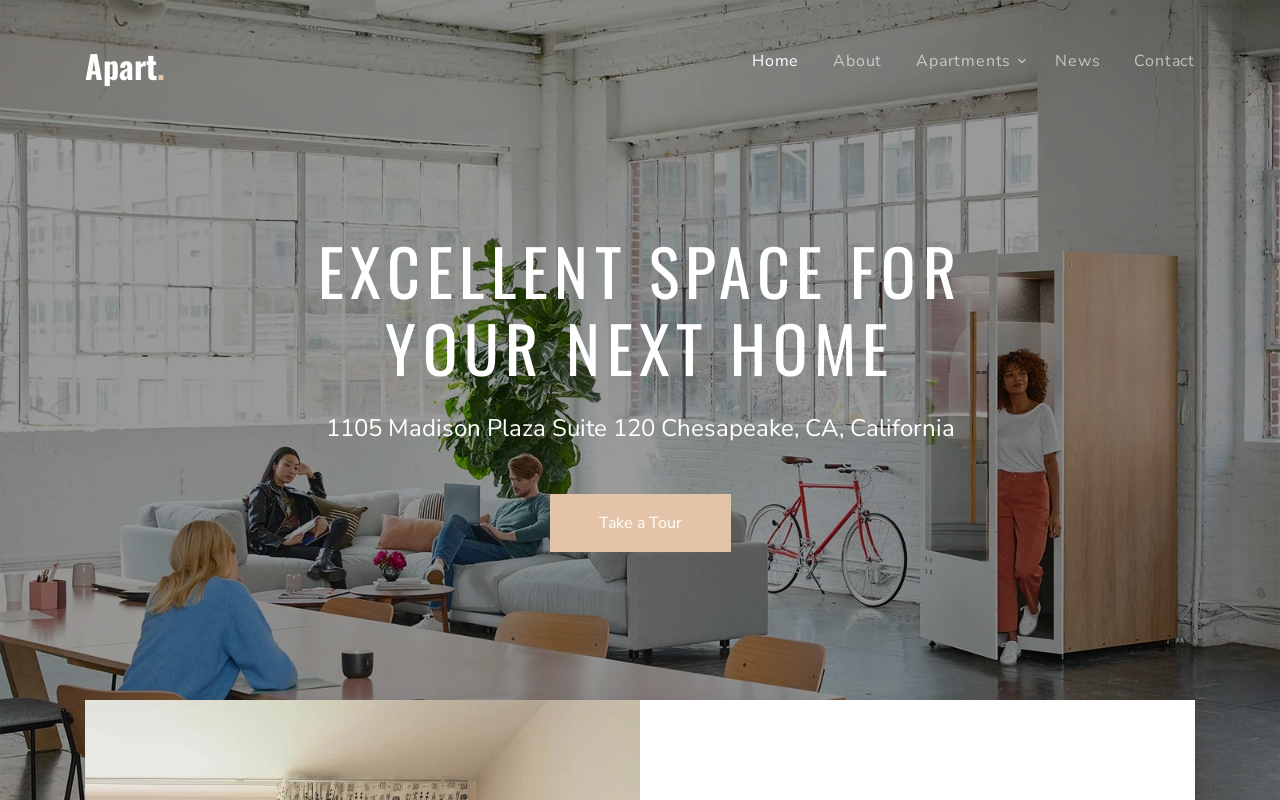 Apart.
Home About Apartments News Contact
EXCELLENT SPACE FOR
YOUR NEXT HOME
1105 Madison Plaza Suite 120 Chesapeake, CA, California
Take a Tour